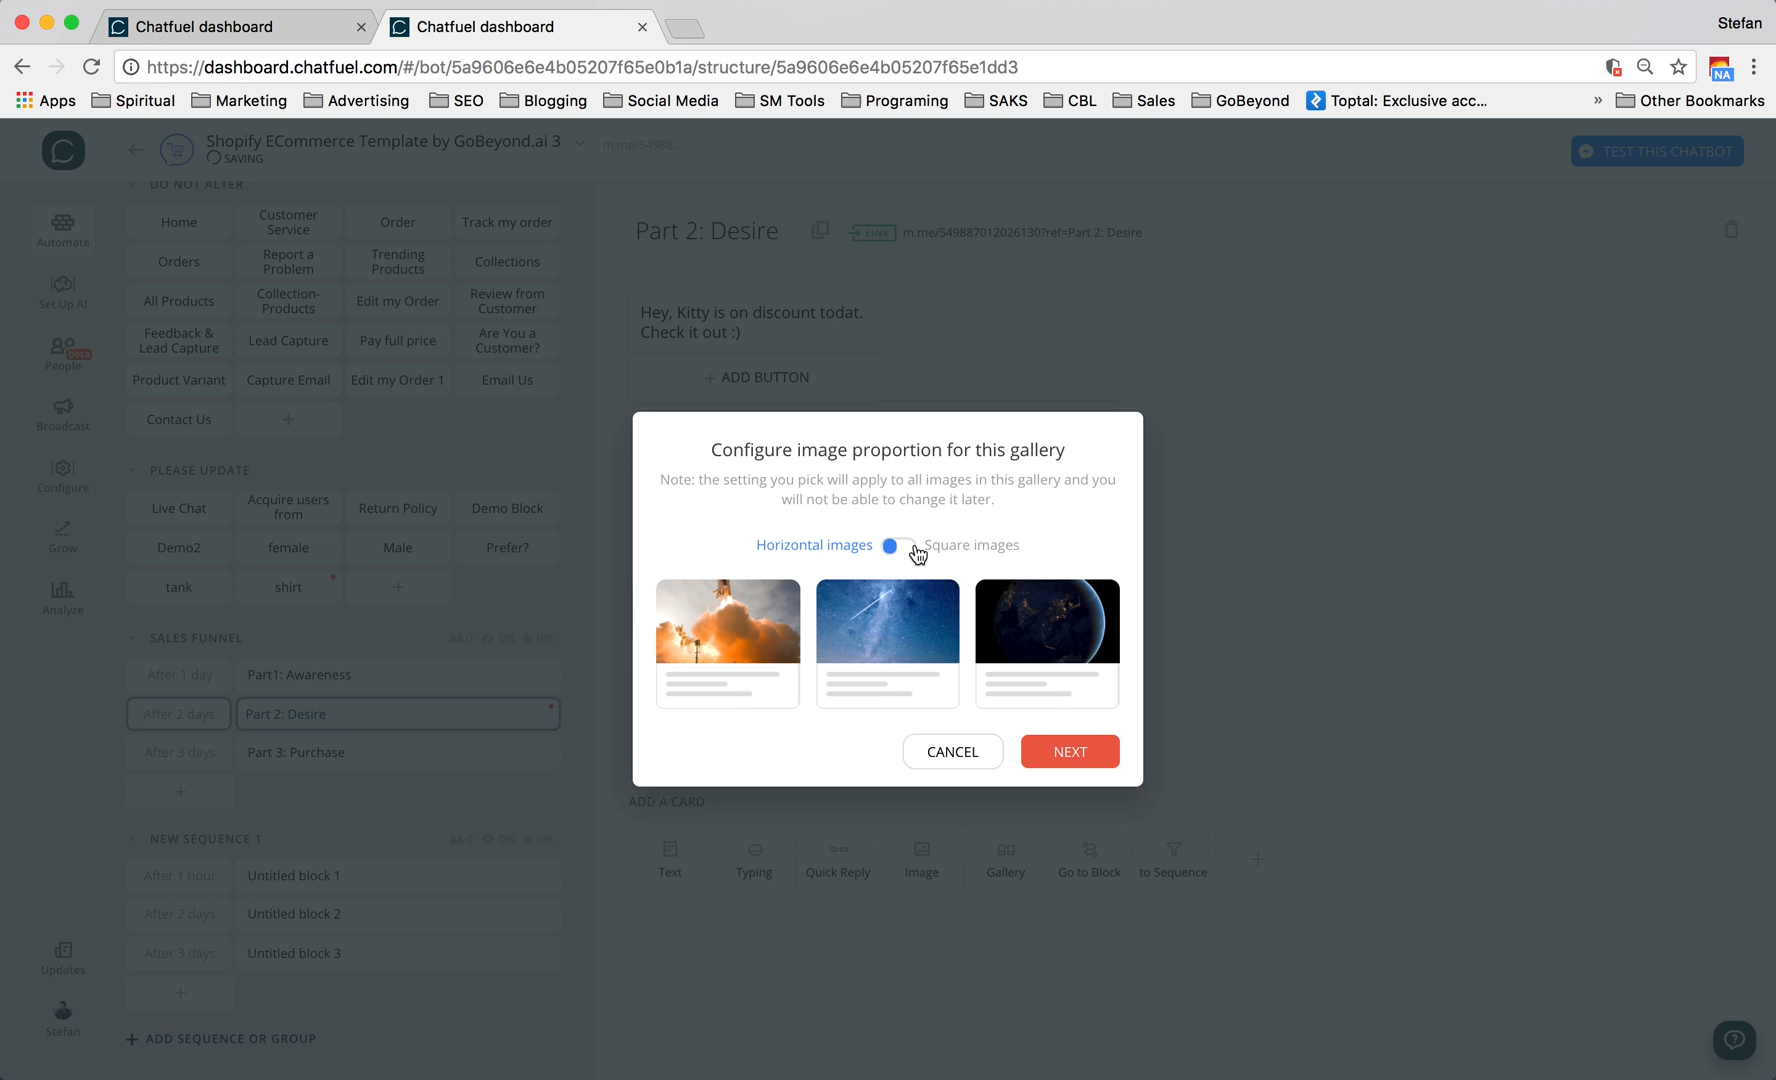 Chatfuel dashboard
Chatfuel dashboard
Stefan
https://dashboard.chatfuel.com/#/bot/5a9606e6e4b05207f65e0b1a/structure/5a9606e6e4b05207f65e1dd3
NA
Apps Spiritual Marketing Advertising SEO Blogging Social Media SM Tools Programing SAKS CBL Sales GoBeyond Toptal: Exclusive acc... » Other Bookmarks
Shopify ECommerce Template by GoBeyond.ai 3
m.me/54988...
SAVING
TEST THIS CHATBOT
Automate
Set Up AI
beta
People
Broadcast
Configure
Grow
Analyze
Updates
Stefan
DO NOT ALTER
Home
Customer Service
Order
Track my order
Orders
Report a Problem
Trending Products
Collections
All Products
Collection-Products
Edit my Order
Review from Customer
Feedback & Lead Capture
Lead Capture
Pay full price
Are You a Customer?
Product Variant
Capture Email
Edit my Order 1
Email Us
Contact Us
+
PLEASE UPDATE
Live Chat
Acquire users from
Return Policy
Demo Block
Demo2
female
Male
Prefer?
tank
shirt
+
SALES FUNNEL 0 0% 0%
After 1 day Part1: Awareness
After 2 days Part 2: Desire
After 3 days Part 3: Purchase
+
NEW SEQUENCE 1 0 0% 0%
After 1 hour Untitled block 1
After 2 days Untitled block 2
After 3 days Untitled block 3
+
+ ADD SEQUENCE OR GROUP
Part 2: Desire
LINK m.me/549887012026130?ref=Part 2: Desire
Hey, Kitty is on discount todat.
Check it out :)
+ ADD BUTTON
Configure image proportion for this gallery
Note: the setting you pick will apply to all images in this gallery and you
will not be able to change it later.
Horizontal images Square images
CANCEL NEXT
ADD A CARD
Text
Typing
Quick Reply
Image
Gallery
Go to Block
to Sequence
+